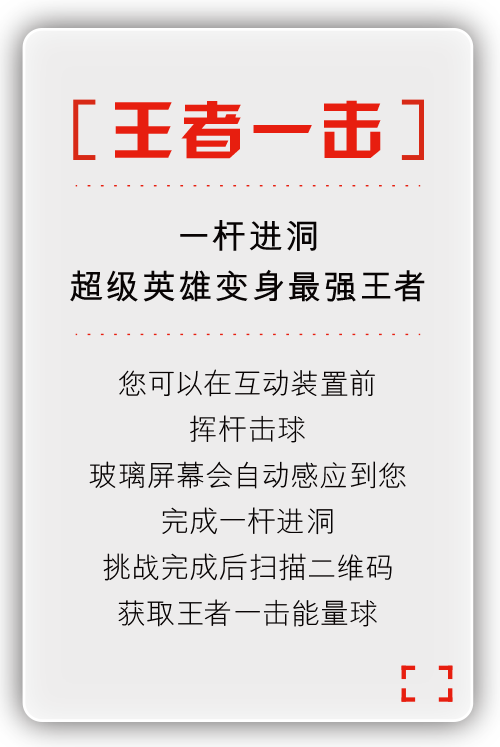 [王者一击]
一杆进洞
超级英雄变身最强王者
您可以在互动装置前
挥杆击球
玻璃屏幕会自动感应到您
完成一杆进洞
挑战完成后扫描二维码
获取王者一击能量球